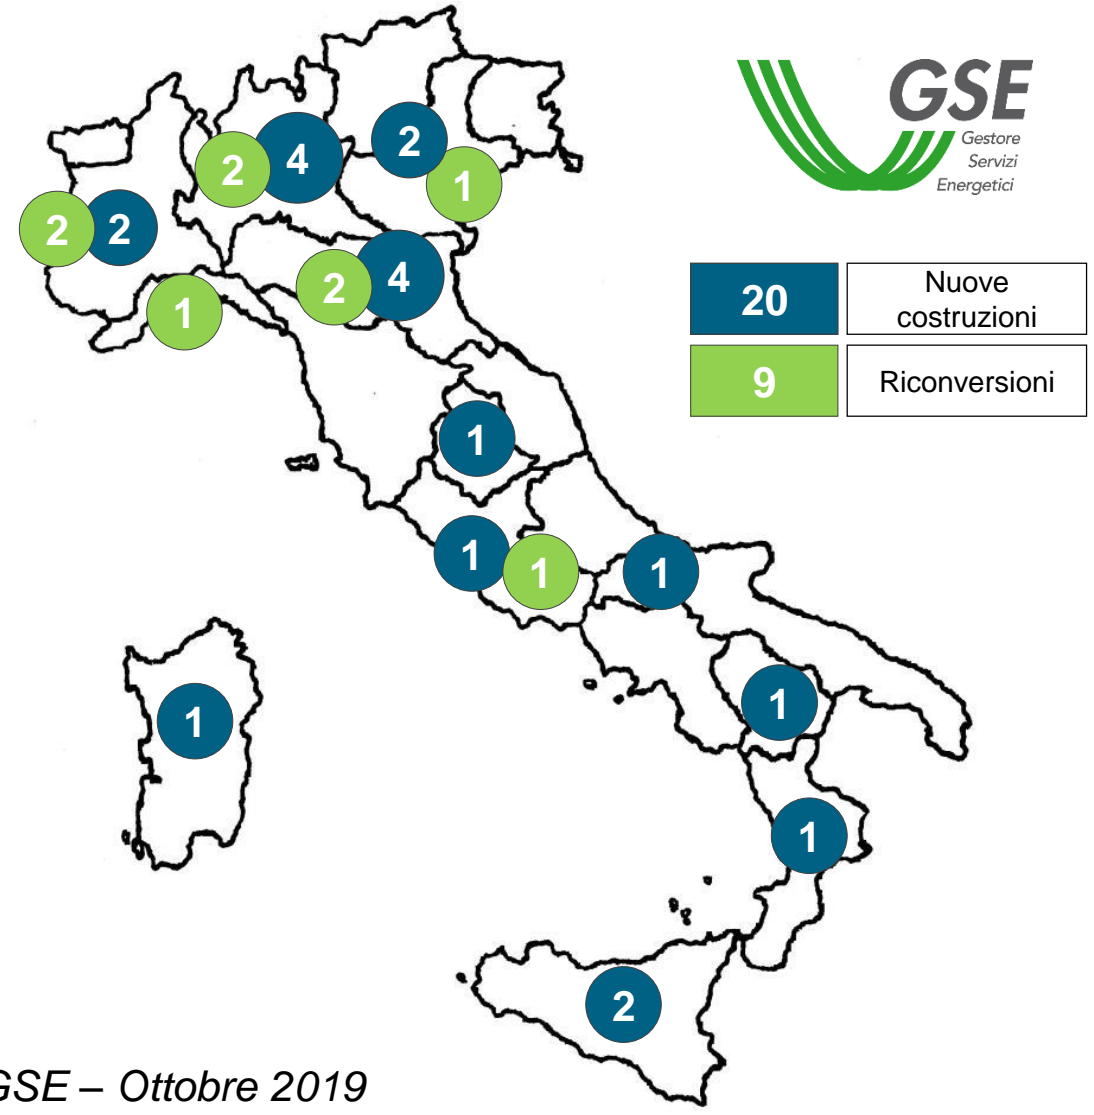 GSE
Gestore
Servizi
Energetici
2
4
2
1
2
2
2
4
1
20
Nuove
costruzioni
9
Riconversioni
1
1
1
1
1
1
1
2
GSE – Ottobre 2019